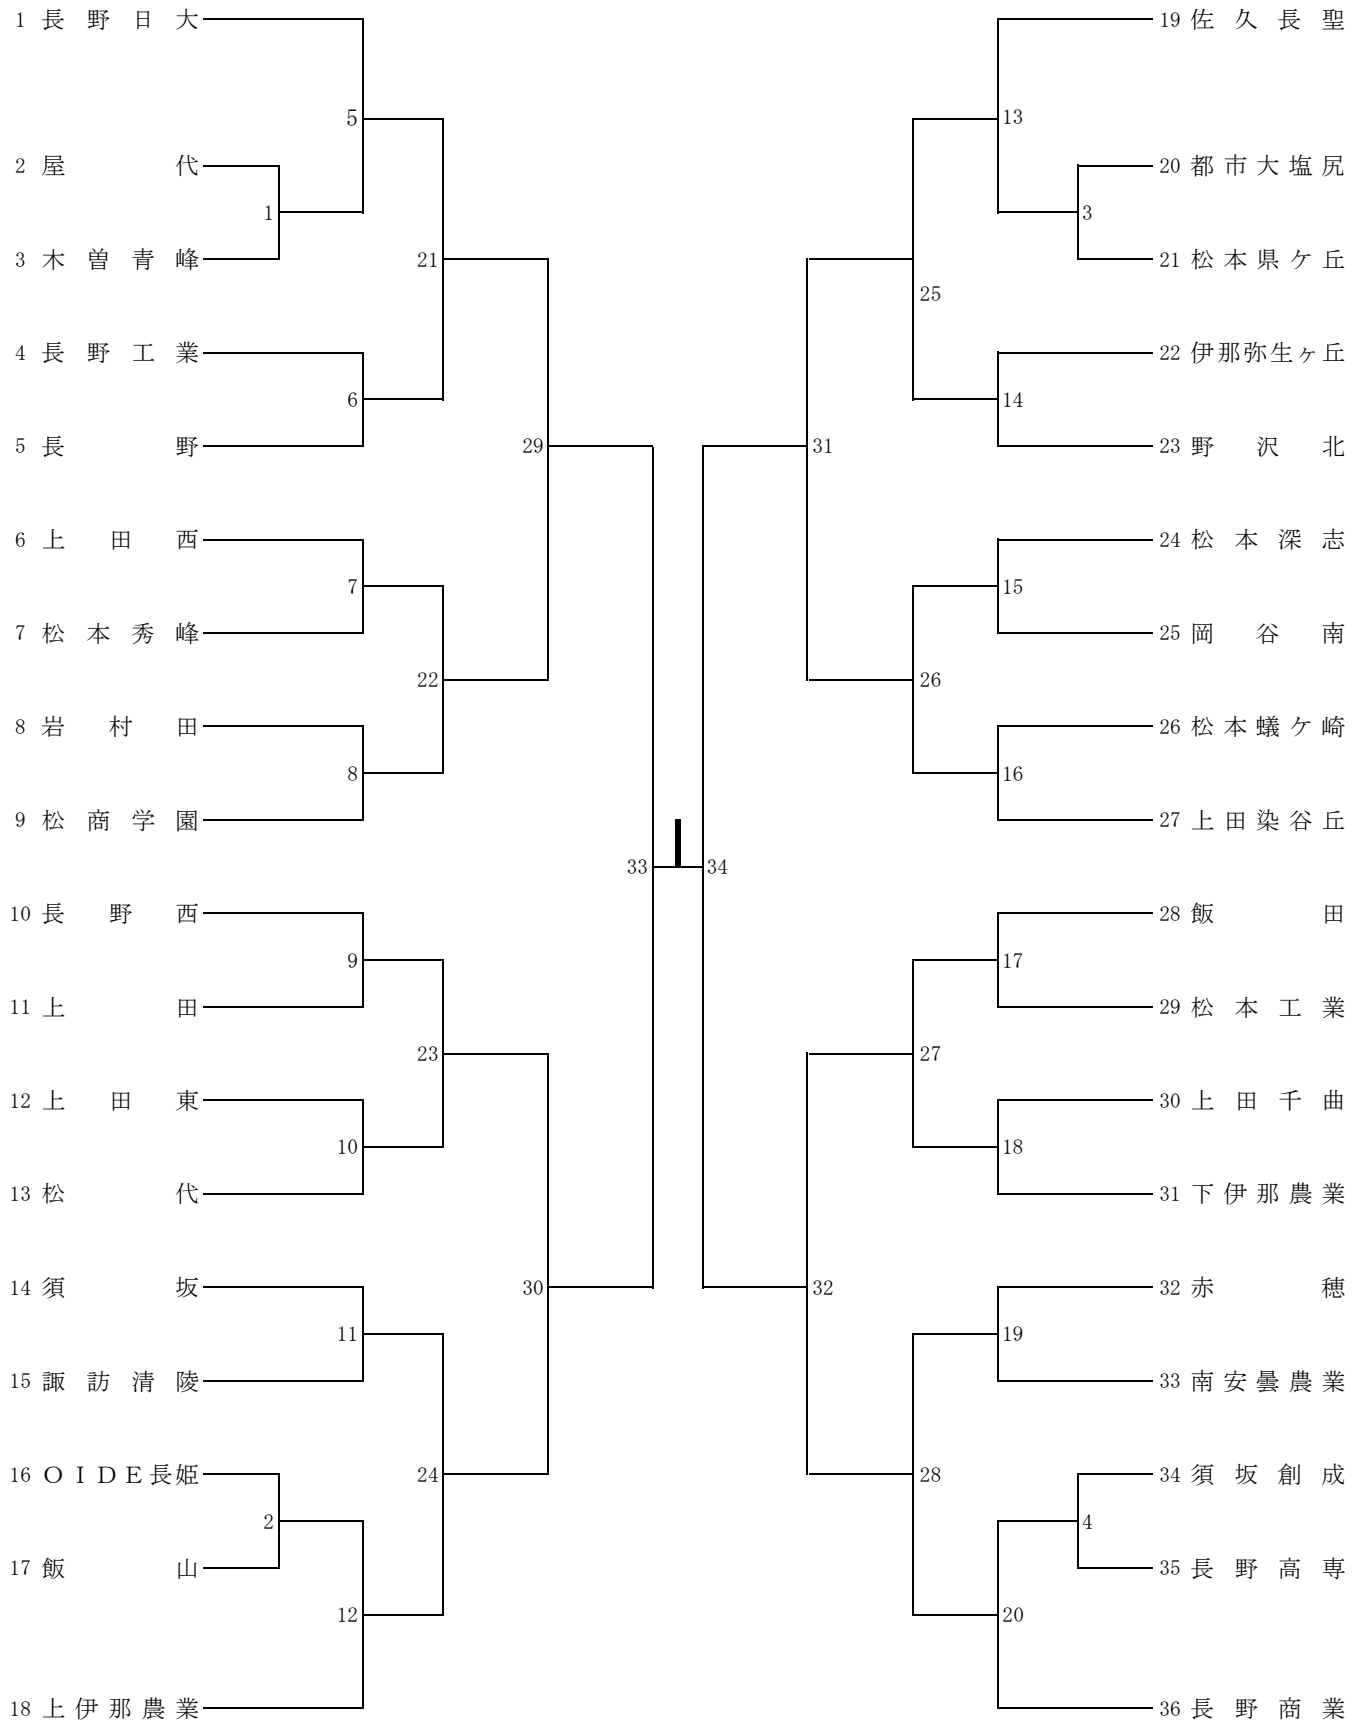 1 長野日大
2 屋代
3 木曽青峰
4 長野工業
5 長野
6 上田西
7 松本秀峰
8 岩村田
9 松商学園
10 長野西
11 上田
12 上田東
13 松代
14 須坂
15 諏訪清陵
16 ＯＩＤＥ長姫
17 飯山
18 上伊那農業
1
2
5
6
7
8
9
10
11
12
21
22
23
24
29
30
33
34
31
32
25
26
27
28
13
14
15
16
17
18
19
20
3
4
19 佐久長聖
20 都市大塩尻
21 松本県ケ丘
22 伊那弥生ヶ丘
23 野沢北
24 松本深志
25 岡谷南
26 松本蟻ケ崎
27 上田染谷丘
28 飯田
29 松本工業
30 上田千曲
31 下伊那農業
32 赤穂
33 南安曇農業
34 須坂創成
35 長野高専
36 長野商業